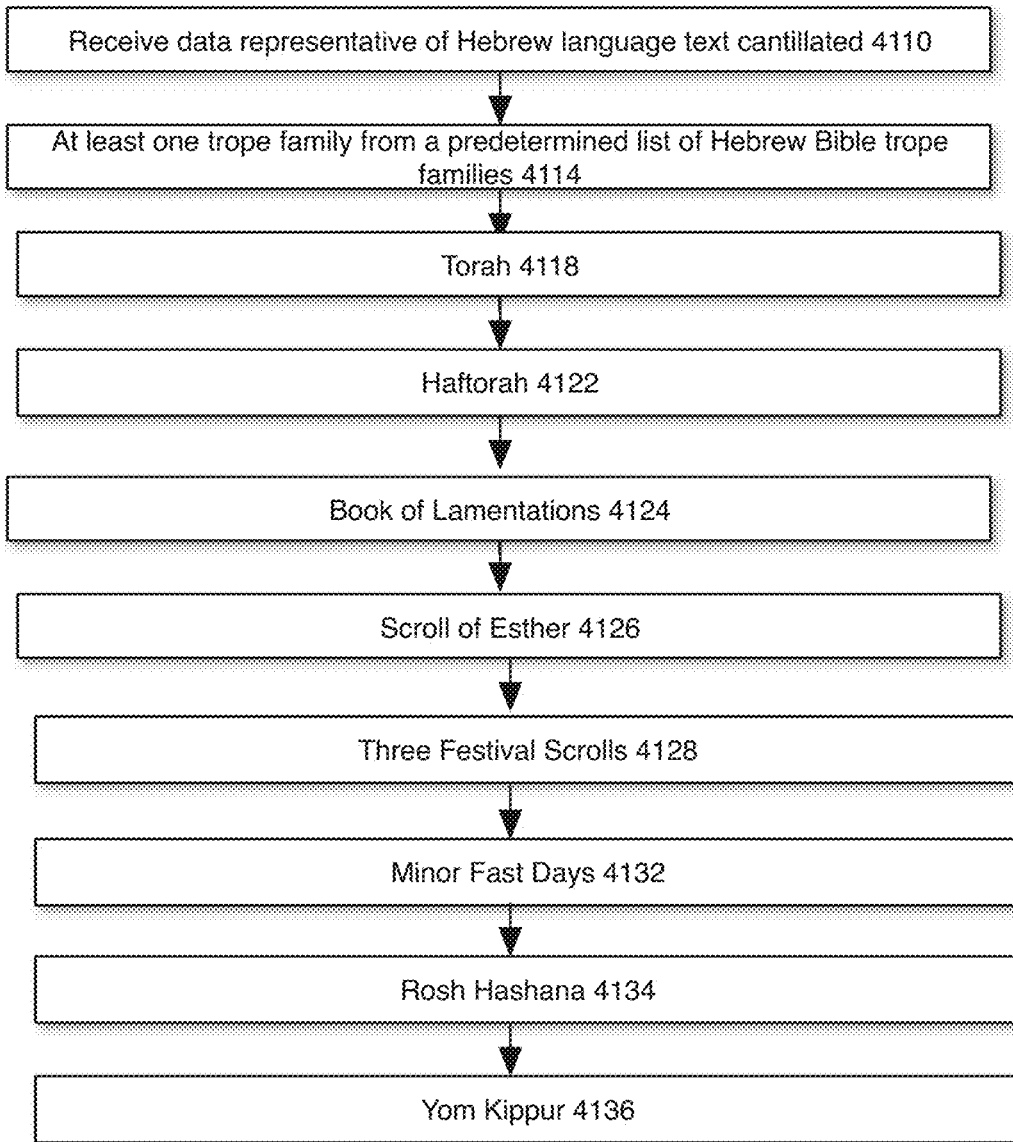 Receive data representative of Hebrew language text cantillated 4110
At least one trope family from a predetermined list of Hebrew Bible trope
families 4114
Torah 4118
Haftorah 4122
Book of Lamentations 4124
Scroll of Esther 4126
Three Festival Scrolls 4128
Minor Fast Days 4132
Rosh Hashana 4134
Yom Kippur 4136